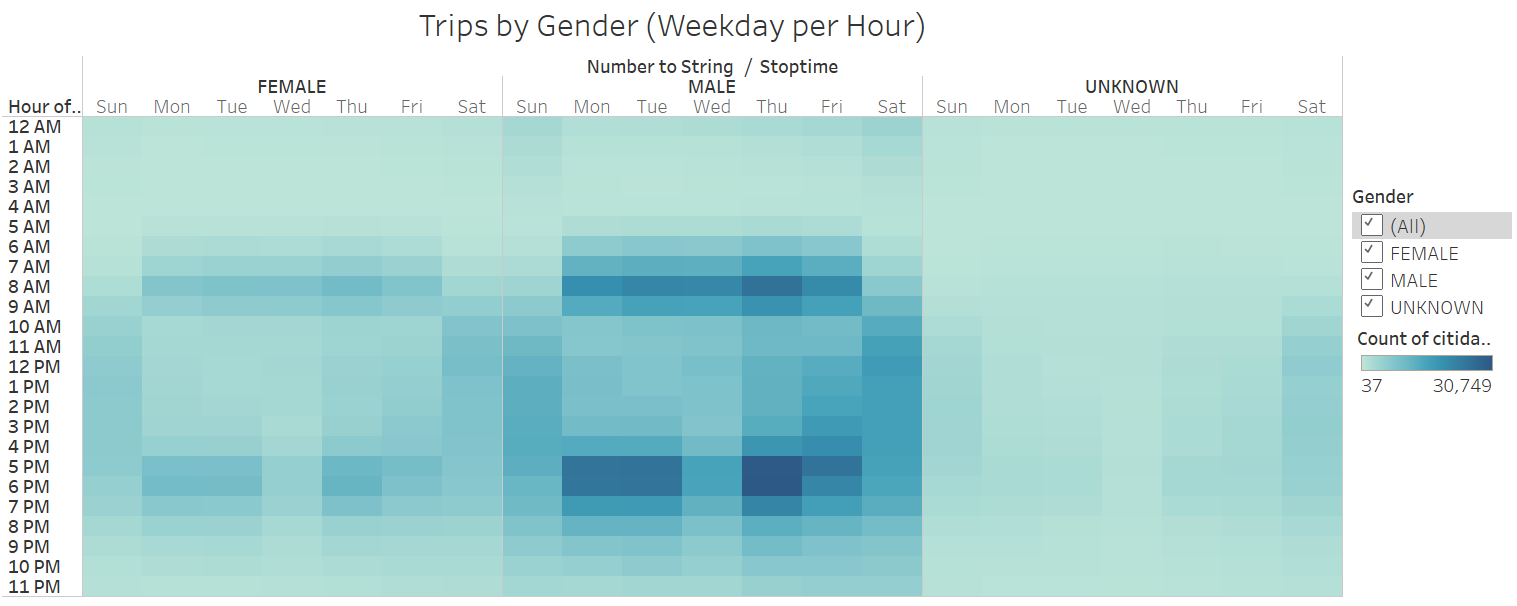 Trips by Gender (Weekday per Hour)
Number to String / Stoptime
FEMALE MALE UNKNOWN
Hour of.. Sun Mon Tue Wed Thu Fri Sat Sun Mon Tue Wed Thu Fri Sat Sun Mon Tue Wed Thu Fri Sat
12 AM
1 AM
2 AM
3 AM
4 AM
5 AM
6 AM
7 AM
8 AM
9 AM
10 AM
11 AM
12 PM
1 PM
2 PM
3 PM
4 PM
5 PM
6 PM
7 PM
8 PM
9 PM
10 PM
11 PM
Gender
(All)
FEMALE
MALE
UNKNOWN
Count of citida..
37 30,749